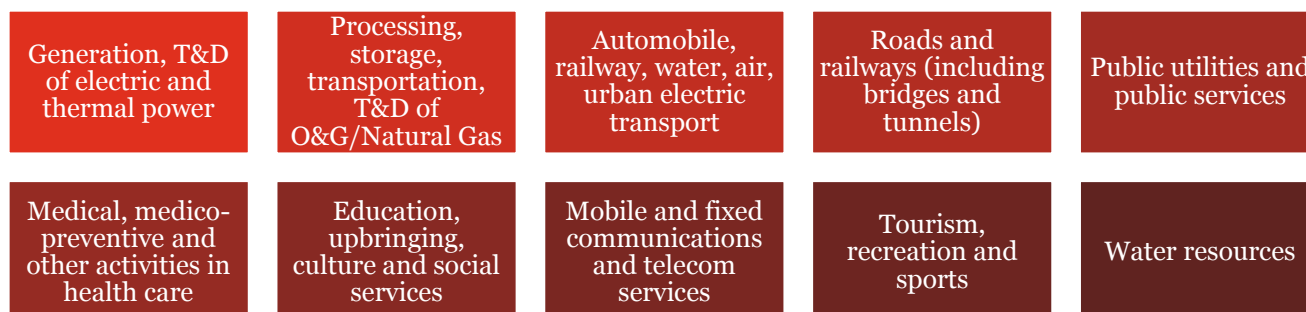 Generation, T&D
of electric and
thermal power
Processing,
storage,
transportation,
T&D of
O&G/Natural Gas
Automobile,
railway, water, air,
urban electric
transport
Roads and
railways (including
bridges and
tunnels)
Public utilities and
public services
Medical, medico-
preventive and
other activities in
health care
Education,
upbringing,
culture and social
services
Mobile and fixed
communications
and telecom
services
Tourism,
recreation and
sports
Water resources